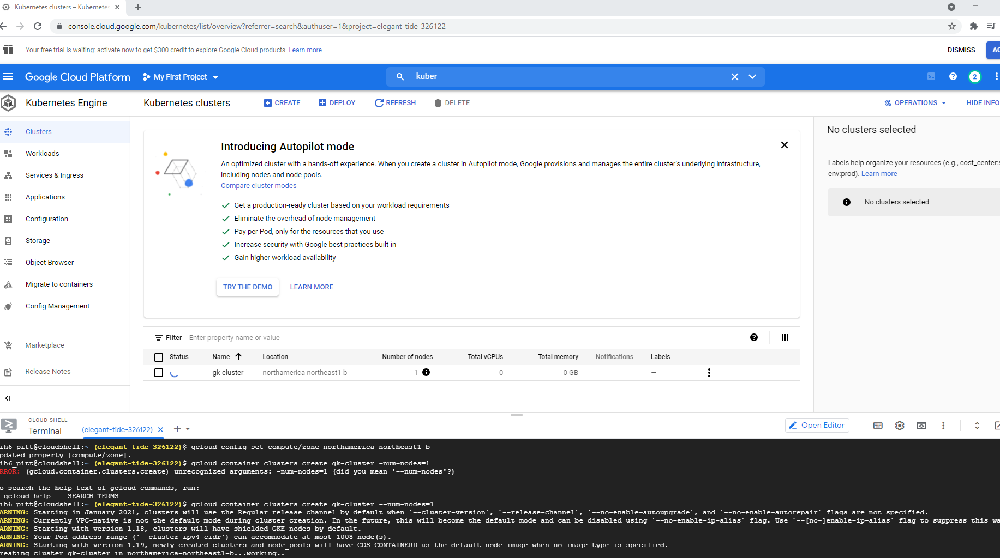 Kubernetes clusters – Kubernetes
console.cloud.google.com/kubernetes/list/overview?referrer=search&authuser=1&project=elegant-tide-326122
Your free trial is waiting: activate now to get $300 credit to explore Google Cloud products. Learn more
DISMISS
AC
Google Cloud Platform
My First Project
kuber
2
Kubernetes Engine
Kubernetes clusters
CREATE
DEPLOY
REFRESH
DELETE
OPERATIONS
HIDE INFO
Clusters
Workloads
Services & Ingress
Applications
Configuration
Storage
Object Browser
Migrate to containers
Config Management
Marketplace
Release Notes
Introducing Autopilot mode
An optimized cluster with a hands-off experience. When you create a cluster in Autopilot mode, Google provisions and manages the entire cluster's underlying infrastructure,
including nodes and node pools.
Compare cluster modes
Get a production-ready cluster based on your workload requirements
Eliminate the overhead of node management
Pay per Pod, only for the resources that you use
Increase security with Google best practices built-in
Gain higher workload availability
TRY THE DEMO
LEARN MORE
No clusters selected
Labels help organize your resources (e.g., cost_center:s
env:prod). Learn more
No clusters selected
Filter Enter property name or value
Status Name Location Number of nodes Total vCPUs Total memory Notifications Labels
gk-cluster northamerica-northeast1-b 1 0 0 GB –
CLOUD SHELL
Terminal
(elegant-tide-326122)
Open Editor
ih6_pitt@cloudshell:~ (elegant-tide-326122)$ gcloud config set compute/zone northamerica-northeast1-b
pdated property [compute/zone].
ih6_pitt@cloudshell:~ (elegant-tide-326122)$ gcloud container clusters create gk-cluster -num-nodes=1
RROR: (gcloud.container.clusters.create) unrecognized arguments: -num-nodes=1 (did you mean '--num-nodes'?)
o search the help text of gcloud commands, run:
gcloud help -- SEARCH_TERMS
ih6_pitt@cloudshell:~ (elegant-tide-326122)$ gcloud container clusters create gk-cluster --num-nodes=1
ARNING: Starting in January 2021, clusters will use the Regular release channel by default when `--cluster-version`, `--release-channel`, `--no-enable-autoupgrade`, and `--no-enable-autorepair` flags are not specified.
ARNING: Currently VPC-native is not the default mode during cluster creation. In the future, this will become the default mode and can be disabled using `--no-enable-ip-alias` flag. Use `--[no-]enable-ip-alias` flag to suppress this wa
ARNING: Starting with version 1.18, clusters will have shielded GKE nodes by default.
ARNING: Your Pod address range (`--cluster-ipv4-cidr`) can accommodate at most 1008 node(s).
ARNING: Starting with version 1.19, newly created clusters and node-pools will have COS_CONTAINERD as the default node image when no image type is specified.
reating cluster gk-cluster in northamerica-northeast1-b...working..